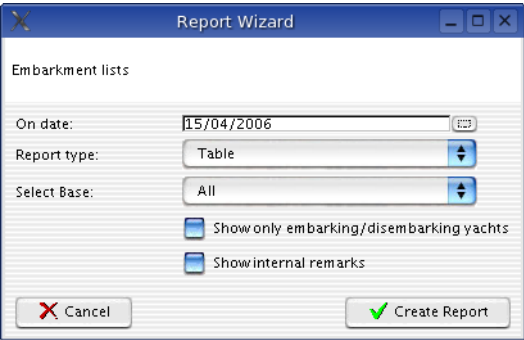 Report Wizard
Embarkment lists
On date: 15/04/2006
Report type: Table
Select Base: All
Show only embarking/disembarking yachts
Show internal remarks
Cancel Create Report